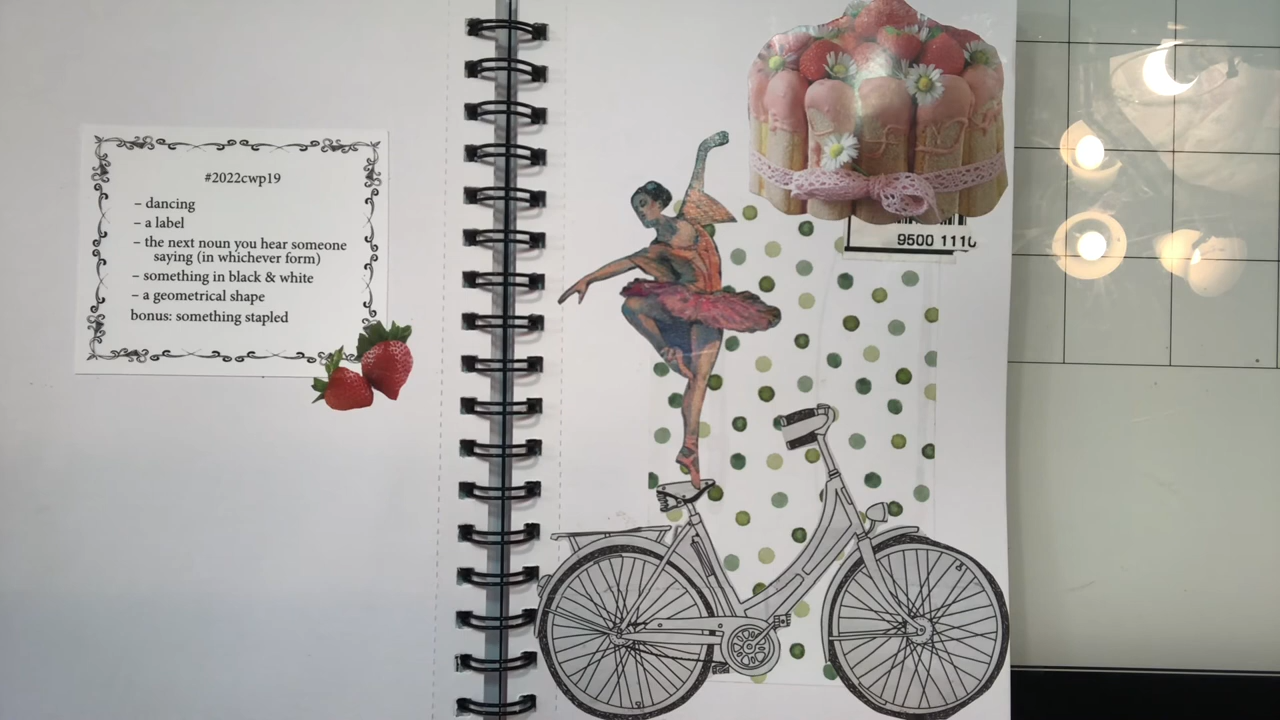 #2022cwp19
– dancing
– a label
– the next noun you hear someone
saying (in whichever form)
– something in black & white
– a geometrical shape
bonus: something stapled
9500 111